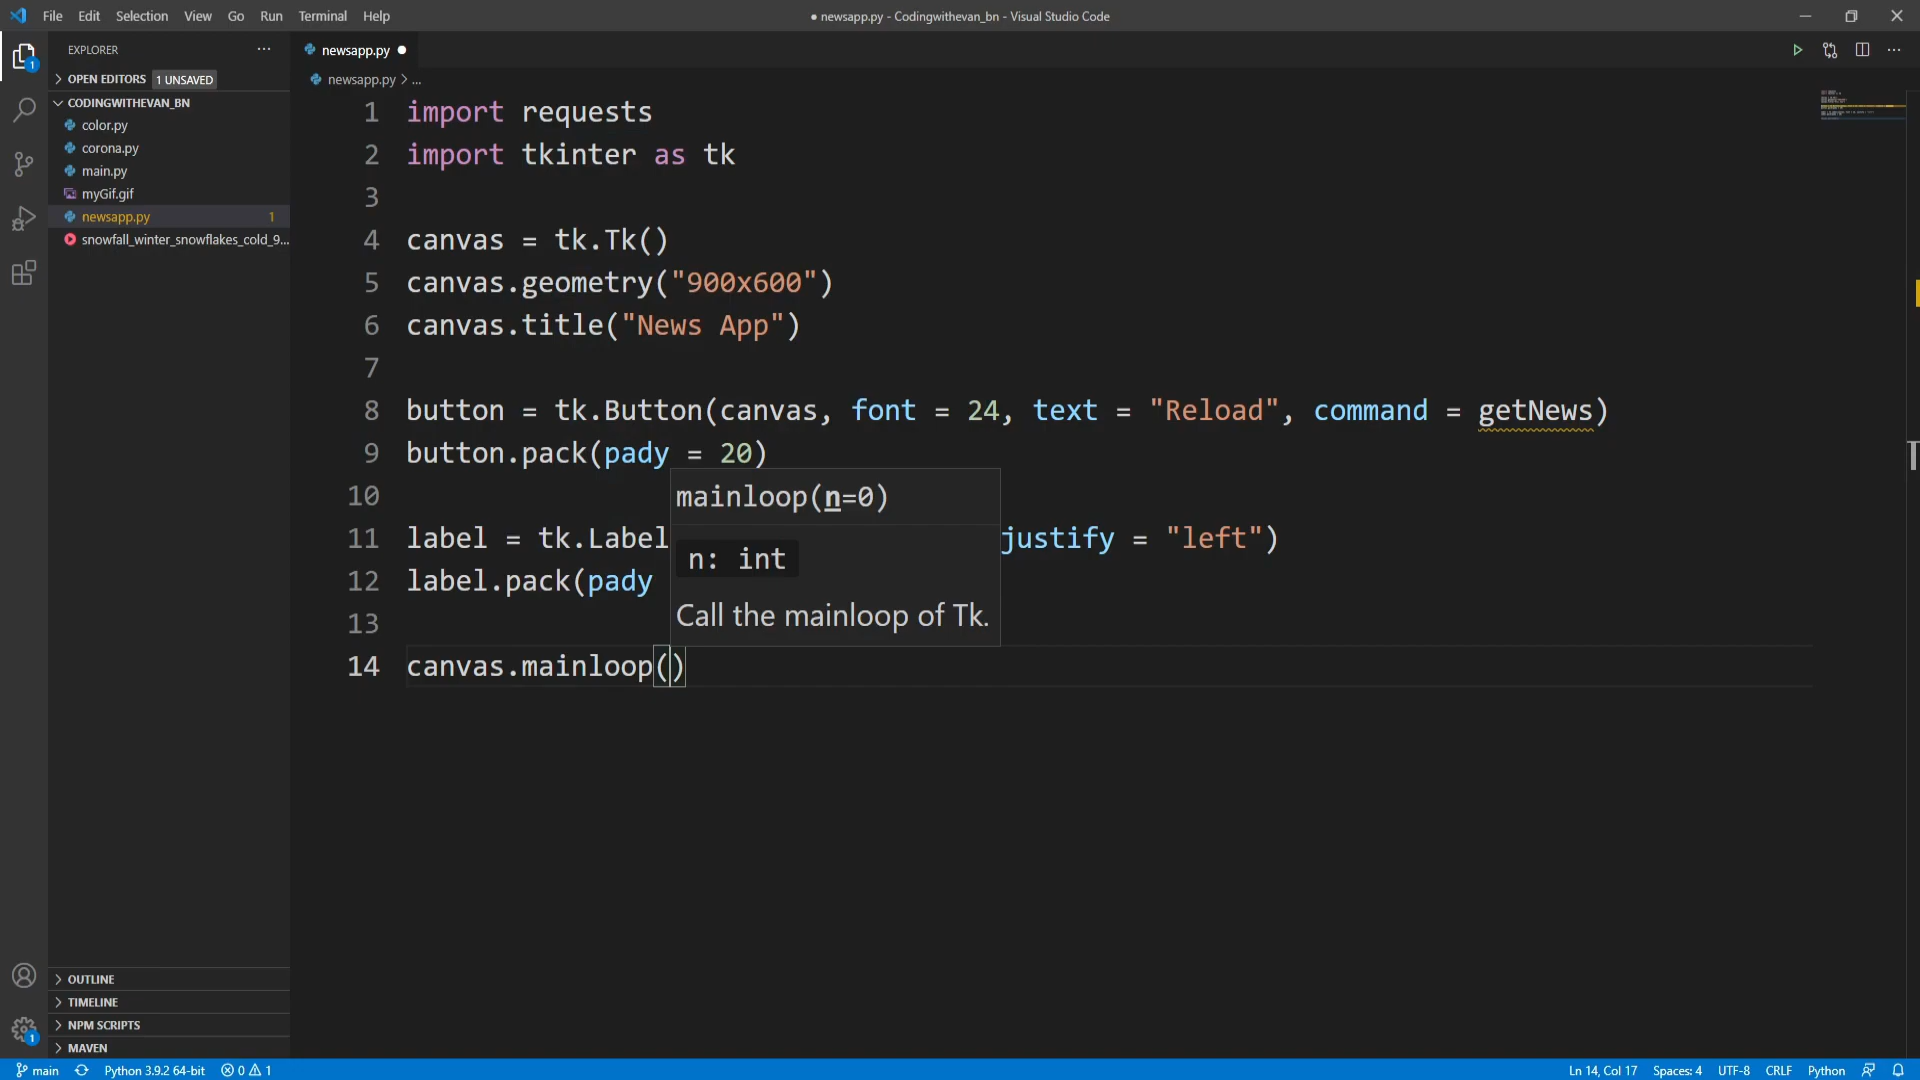 File Edit Selection View Go Run Terminal Help
● newsapp.py - Codingwithevan_bn - Visual Studio Code
EXPLORER
OPEN EDITORS 1 UNSAVED
CODINGWITHEVAN_BN
color.py
corona.py
main.py
myGif.gif
newsapp.py 1
snowfall_winter_snowflakes_cold_9...
OUTLINE
TIMELINE
NPM SCRIPTS
MAVEN
1
1
newsapp.py
newsapp.py > ...
1 import requests
2 import tkinter as tk
3
4 canvas = tk.Tk()
5 canvas.geometry("900x600")
6 canvas.title("News App")
7
8 button = tk.Button(canvas, font = 24, text = "Reload", command = getNews)
9 button.pack(pady = 20)
10
11 label = tk.Label justify = "left")
12 label.pack(pady
13
14 canvas.mainloop()
mainloop(n=0)
n: int
Call the mainloop of Tk.
main Python 3.9.2 64-bit 0 1
Ln 14, Col 17 Spaces: 4 UTF-8 CRLF Python